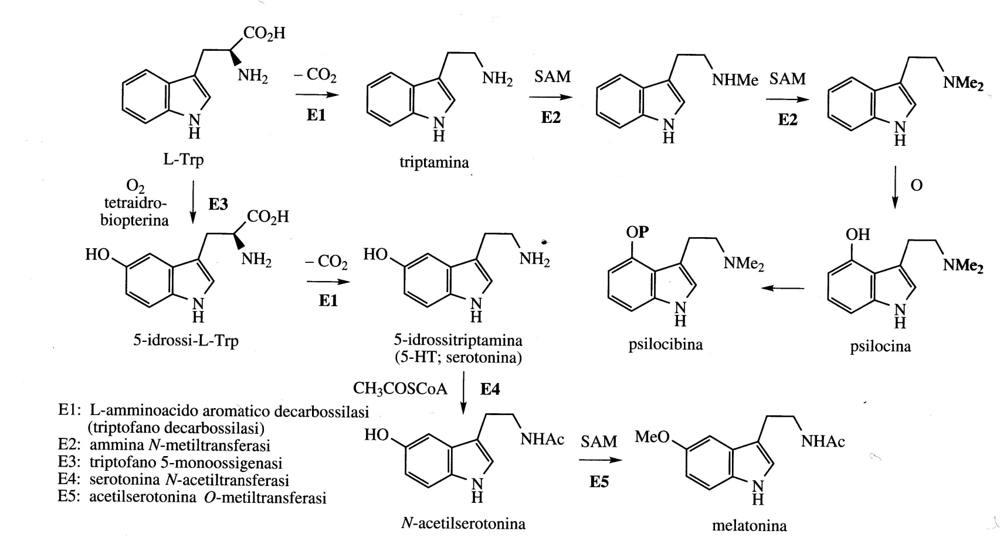 CO₂H
NH₂
N
H
L-Trp
– CO₂
E1
NH₂
N
H
triptamina
SAM
E2
NHMe
N
H
SAM
E2
NMe₂
N
H
O₂
tetraidro-
biopterina
E3
O
HO
CO₂H
NH₂
N
H
5-idrossi-L-Trp
– CO₂
E1
HO
NH₂
N
H
5-idrossitriptamina
(5-HT; serotonina)
OP
NMe₂
N
H
psilocibina
OH
NMe₂
N
H
psilocina
CH₃COSCoA
E4
E1: L-amminoacido aromatico decarbossilasi
(triptofano decarbossilasi)
E2: ammina N-metiltransferasi
E3: triptofano 5-monoossigenasi
E4: serotonina N-acetiltransferasi
E5: acetilserotonina O-metiltransferasi
HO
NHAc
N
H
N-acetilserotonina
SAM
E5
MeO
NHAc
N
H
melatonina